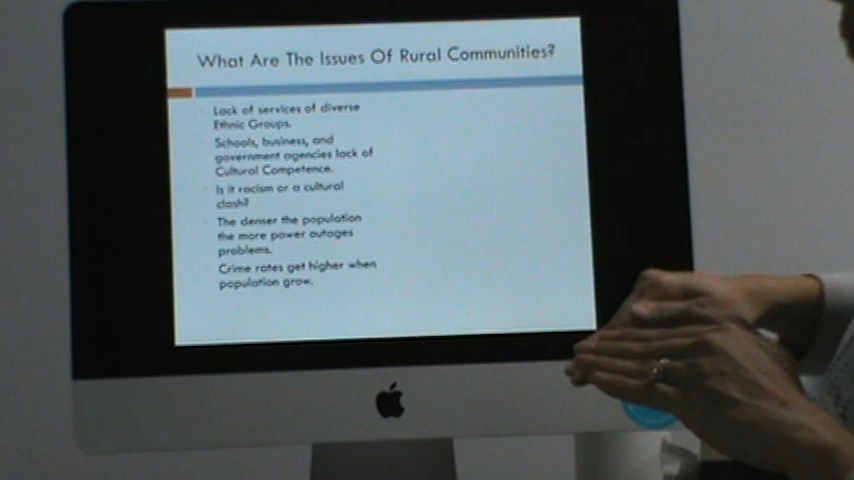 What Are The Issues Of Rural Communities?
Lack of services of diverse
Ethnic Groups.
Schools, business, and
government agencies lack of
Cultural Competence.
Is it racism or a cultural
clash?
The denser the population
the more power outages
problems.
Crime rates get higher when
population grow.